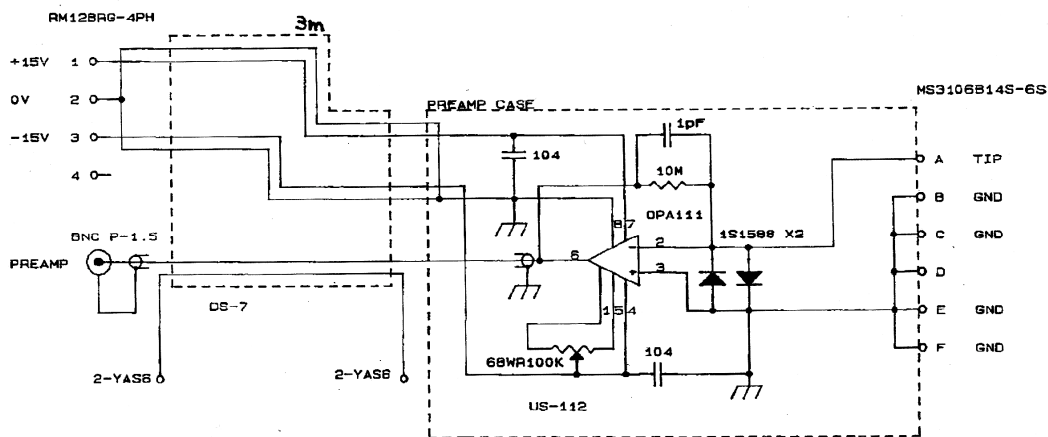 RM12BRG-4PH
3m
+15V 1
0V 2
-15V 3
4
PREAMP CASE
MS3106B14S-6S
1pF
104
10M
A TIP
B GND
C GND
D
E GND
F GND
OPA111
8 7
2
1S1588 X2
BNC P-1.5
PREAMP
6
3
DS-7
1 5 4
68WR100K
104
2-YAS6
2-YAS6
US-112